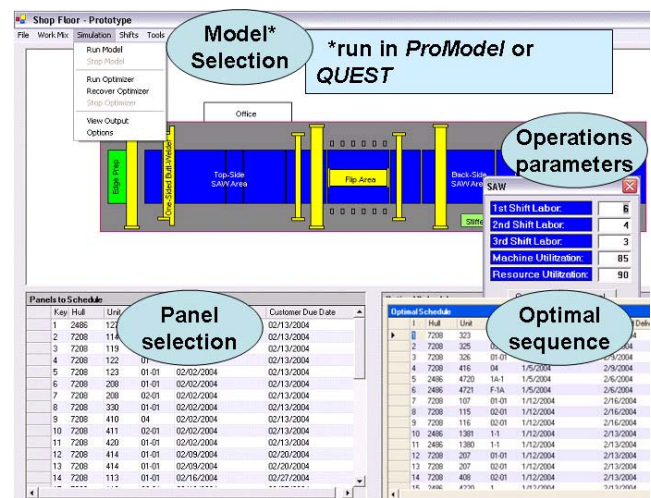 Shop Floor - Prototype
File Work Mix Simulation Shifts Tools
Run Model
Stop Model
Run Optimizer
Recover Optimizer
Stop Optimizer
View Output
Options
Model*
Selection
*run in ProModel or
QUEST
Office
Operations
parameters
Edge Prep
One-Sided Butt-Welder
Top-Side
SAW Area
Flip Area
Back-Side
SAW Area
SAW
1st Shift Labor: 6
2nd Shift Labor: 4
3rd Shift Labor: 3
Machine Utilitzation: 85
Resource Utilization: 90
Panels to Schedule
Key Hull Unit Customer Due Date
1 2486 02/13/2004
2 7208 114 02/13/2004
3 7208 119 02/13/2004
4 7208 122 01 02/13/2004
5 7208 123 01-01 02/02/2004 02/13/2004
6 7208 208 01-01 02/02/2004 02/13/2004
7 7208 208 02-01 02/02/2004 02/13/2004
8 7208 330 01-01 02/02/2004 02/13/2004
9 7208 410 04 02/02/2004 02/13/2004
10 7208 411 02-01 02/02/2004 02/13/2004
11 7208 420 01-01 02/02/2004 02/13/2004
12 7208 414 01-01 02/09/2004 02/20/2004
13 7208 414 01-01 02/09/2004 02/20/2004
14 7208 113 01-01 02/16/2004 02/27/2004
Panel
selection
Optimal Schedule
Hull Unit
1 7208 323
2 7208 325
3 7208 326 01-01 2/9/2004
4 7208 416 04 1/5/2004 2/9/2004
5 2486 4720 1A-1 1/5/2004 2/6/2004
6 2486 4721 F-1A 1/5/2004 2/6/2004
7 7208 107 01-01 1/12/2004 2/16/2004
8 7208 115 02-01 1/12/2004 2/16/2004
9 7208 116 02-01 1/12/2004 2/16/2004
10 2486 1381 1-1 1/12/2004 2/13/2004
11 2486 1380 1-1 1/12/2004 2/13/2004
12 7208 207 01-01 1/12/2004 2/13/2004
13 7208 207 02-01 1/12/2004 2/13/2004
14 7208 408 02-01 1/12/2004 2/13/2004
15 2486 4220 1 1/12/2004 2/13/2004
Optimal
sequence